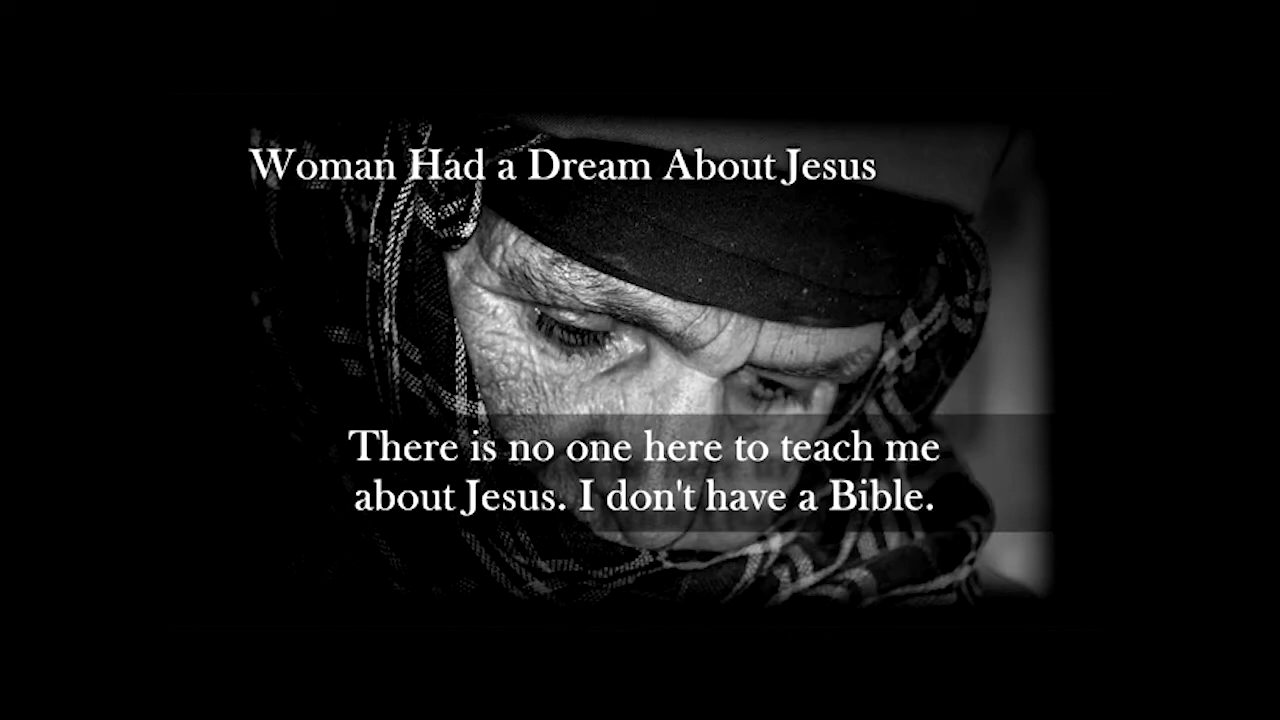 Woman Had a Dream About Jesus
There is no one here to teach me
about Jesus. I don't have a Bible.